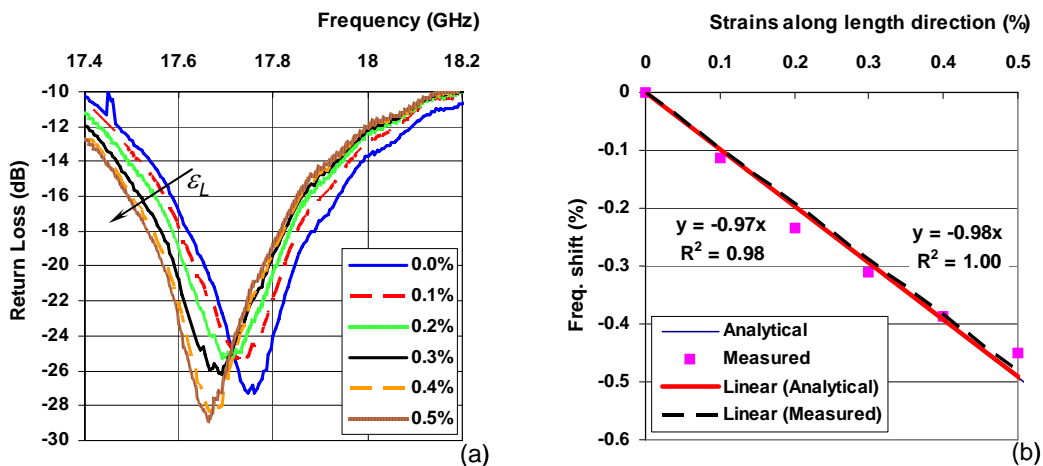 Frequency (GHz)
17.4 17.6 17.8 18 18.2
Return Loss (dB)
-10
-12
-14
-16
-18
-20
-22
-24
-26
-28
-30
εL
0.0%
0.1%
0.2%
0.3%
0.4%
0.5%
(a)
Strains along length direction (%)
0 0.1 0.2 0.3 0.4 0.5
Freq. shift (%)
0
-0.1
-0.2
-0.3
-0.4
-0.5
-0.6
y = -0.97x
R² = 0.98
y = -0.98x
R² = 1.00
Analytical
Measured
Linear (Analytical)
Linear (Measured)
(b)